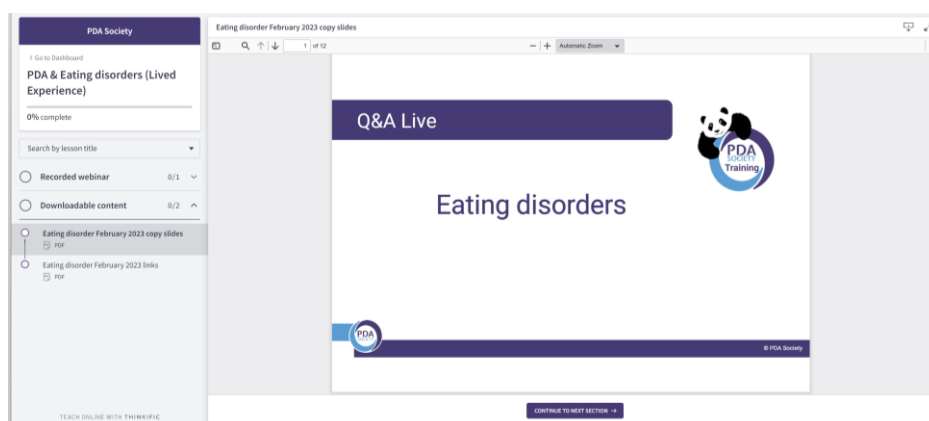 PDA Society
‹ Go to Dashboard
PDA & Eating disorders (Lived
Experience)
0% complete
Search by lesson title
Recorded webinar 0/1
Downloadable content 0/2
Eating disorder February 2023 copy slides
PDF
Eating disorder February 2023 links
PDF
TEACH ONLINE WITH THINKIFIC
Eating disorder February 2023 copy slides
1 of 12
Automatic Zoom
Q&A Live
PDA
SOCIETY
Training
Eating disorders
PDA
SOCIETY
© PDA Society
CONTINUE TO NEXT SECTION →